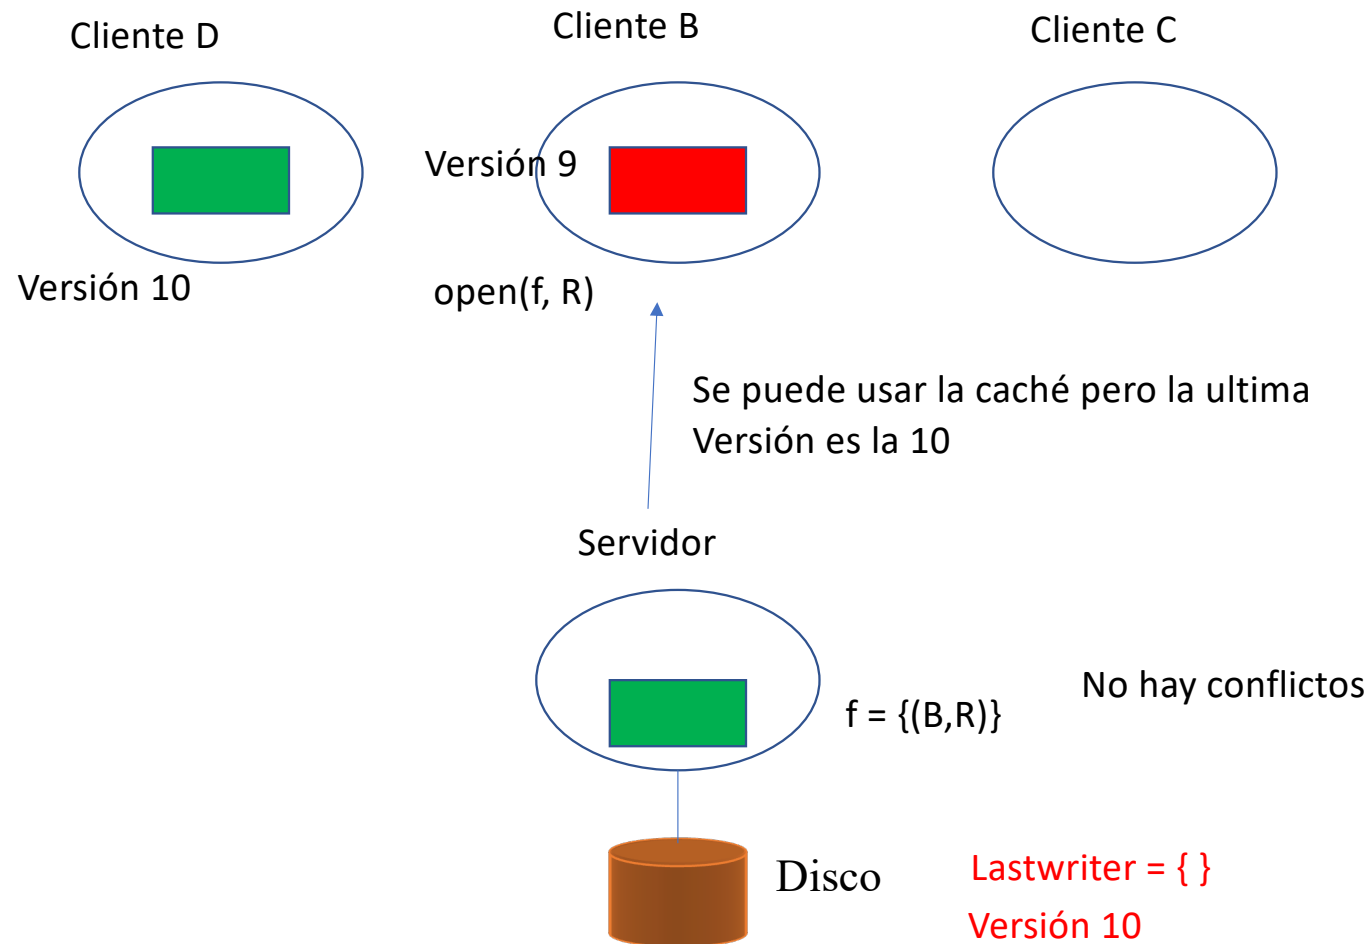 Cliente D
Cliente B
Cliente C
Versión 9
Versión 10
open(f, R)
Se puede usar la caché pero la ultima
Versión es la 10
Servidor
No hay conflictos
f = {(B,R)}
Disco
Lastwriter = { }
Versión 10